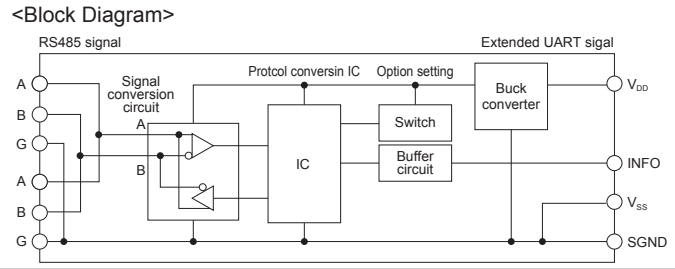 <Block Diagram>
RS485 signal
Extended UART sigal
Protcol conversin IC
Option setting
Signal
conversion
circuit
Buck
converter
A
B
G
A
B
G
A
B
IC
Switch
Buffer
circuit
VDD
INFO
VSS
SGND